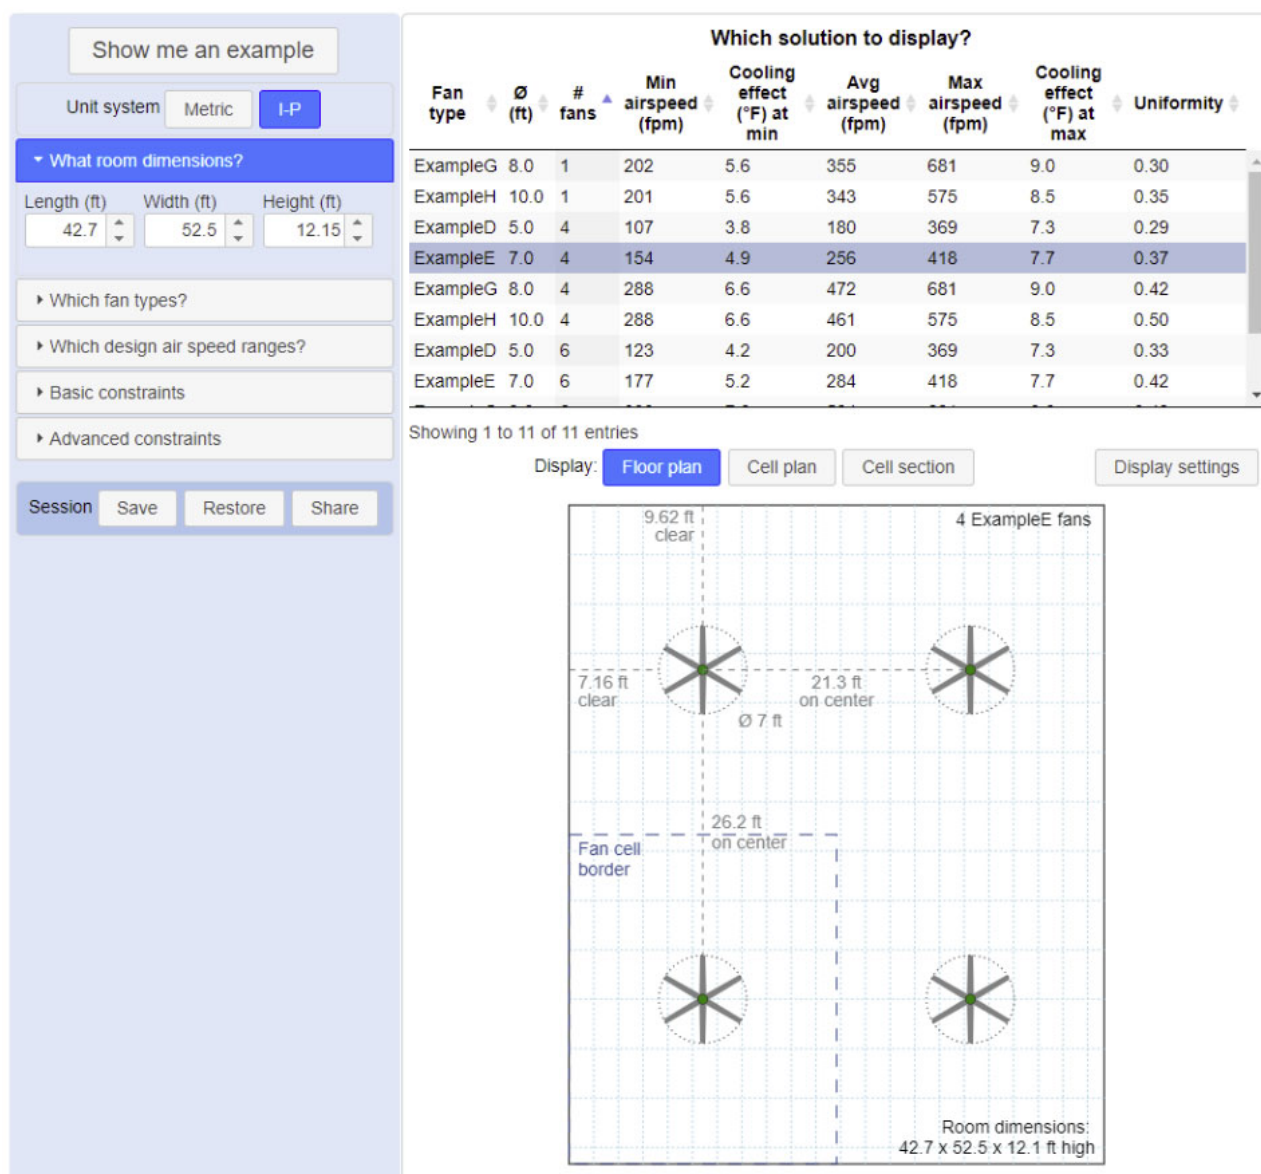 Show me an example
Unit system Metric I-P
What room dimensions?
Length (ft) Width (ft) Height (ft)
42.7 52.5 12.15
Which fan types?
Which design air speed ranges?
Basic constraints
Advanced constraints
Session Save Restore Share
Which solution to display?
Fan type Ø (ft) # fans Min airspeed (fpm) Cooling effect (°F) at min Avg airspeed (fpm) Max airspeed (fpm) Cooling effect (°F) at max Uniformity
ExampleG 8.0 1 202 5.6 355 681 9.0 0.30
ExampleH 10.0 1 201 5.6 343 575 8.5 0.35
ExampleD 5.0 4 107 3.8 180 369 7.3 0.29
ExampleE 7.0 4 154 4.9 256 418 7.7 0.37
ExampleG 8.0 4 288 6.6 472 681 9.0 0.42
ExampleH 10.0 4 288 6.6 461 575 8.5 0.50
ExampleD 5.0 6 123 4.2 200 369 7.3 0.33
ExampleE 7.0 6 177 5.2 284 418 7.7 0.42
Showing 1 to 11 of 11 entries
Display: Floor plan Cell plan Cell section Display settings
9.62 ft
clear
4 ExampleE fans
7.16 ft
clear
21.3 ft
on center
Ø 7 ft
26.2 ft
on center
Fan cell
border
Room dimensions:
42.7 x 52.5 x 12.1 ft high